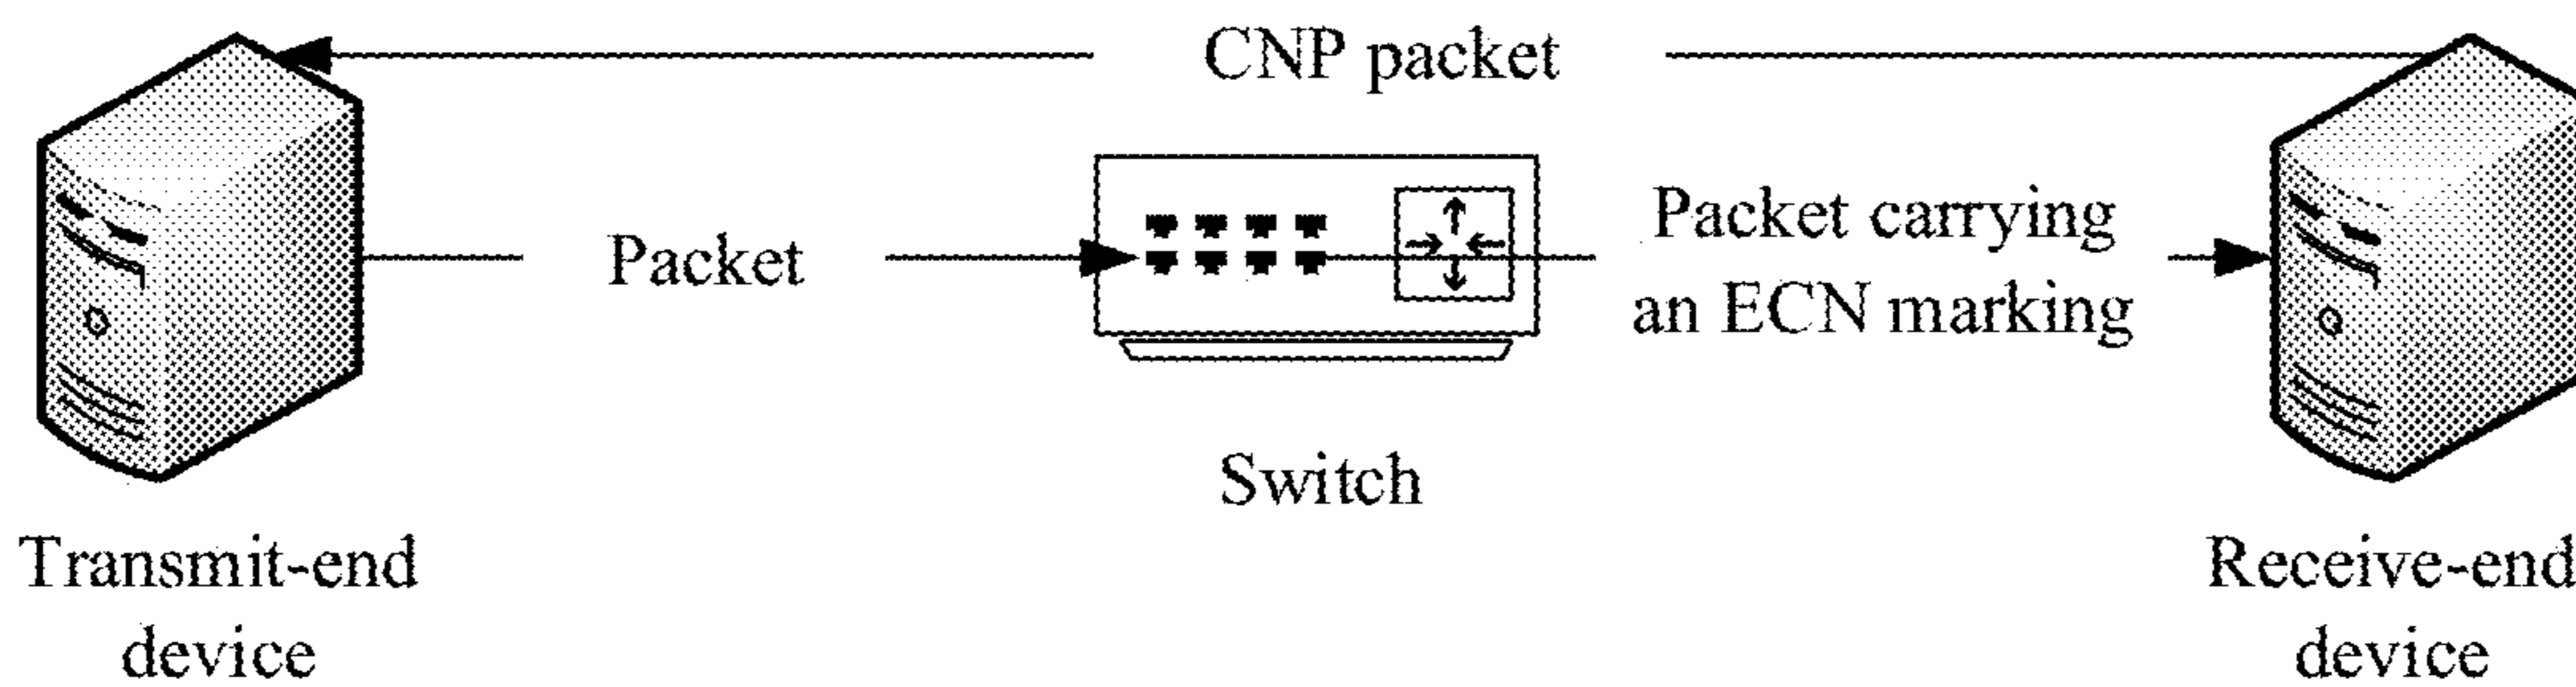 CNP packet
Packet
Packet carrying
an ECN marking
Switch
Transmit-end
device
Receive-end
device